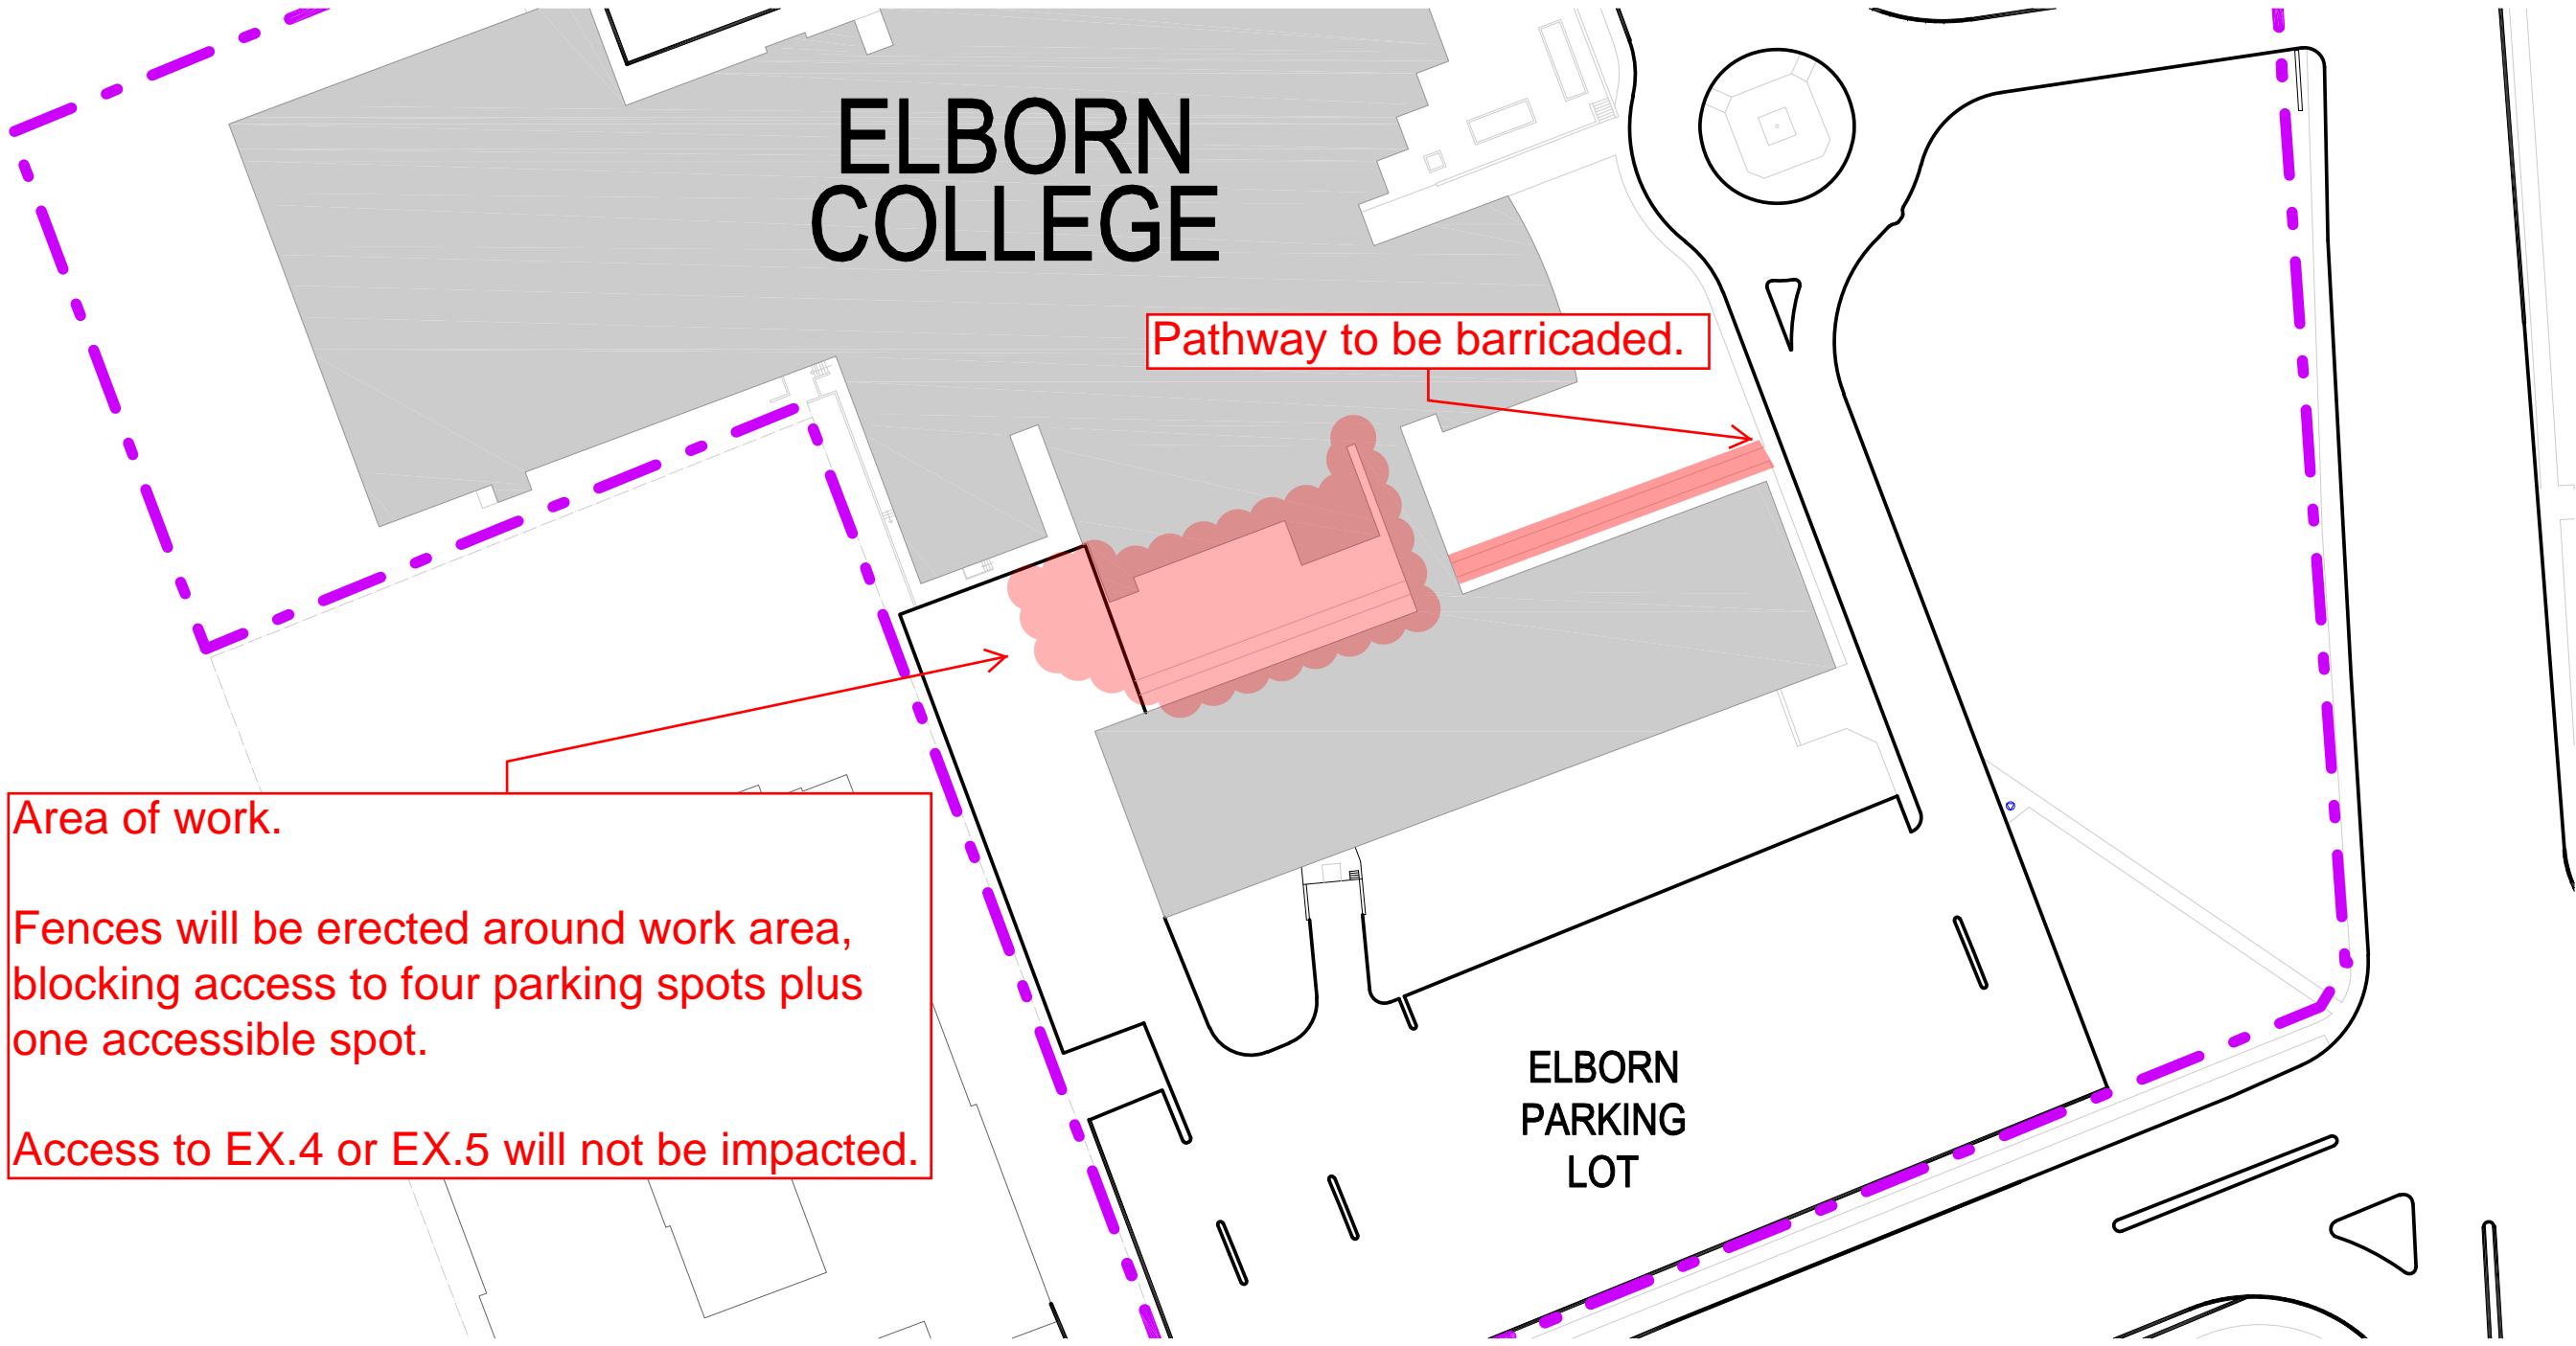 ELBORN
COLLEGE
Pathway to be barricaded.
Area of work.
Fences will be erected around work area,
blocking access to four parking spots plus
one accessible spot.
Access to EX.4 or EX.5 will not be impacted.
ELBORN
PARKING
LOT